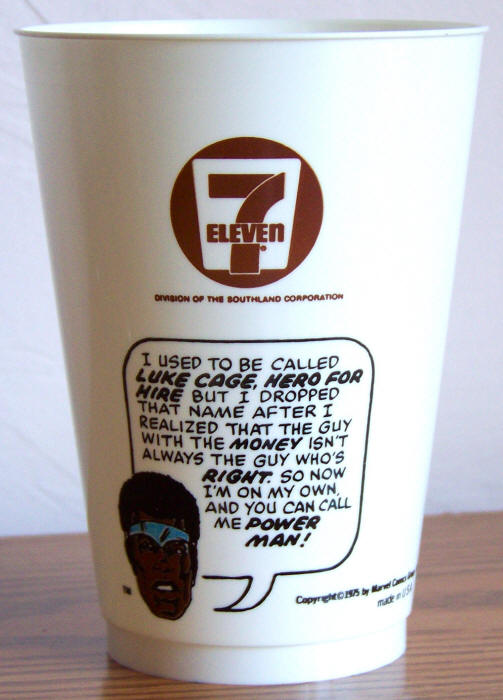 7
ELEVEN
®
DIVISION OF THE SOUTHLAND CORPORATION
I USED TO BE CALLED
LUKE CAGE, HERO FOR
HIRE BUT I DROPPED
THAT NAME AFTER I
REALIZED THAT THE GUY
WITH THE MONEY ISN'T
ALWAYS THE GUY WHO'S
RIGHT. SO NOW
I'M ON MY OWN,
AND YOU CAN CALL
ME POWER
MAN!
TM
Copyright © 1975 by Marvel Comics
made in U.S.A.